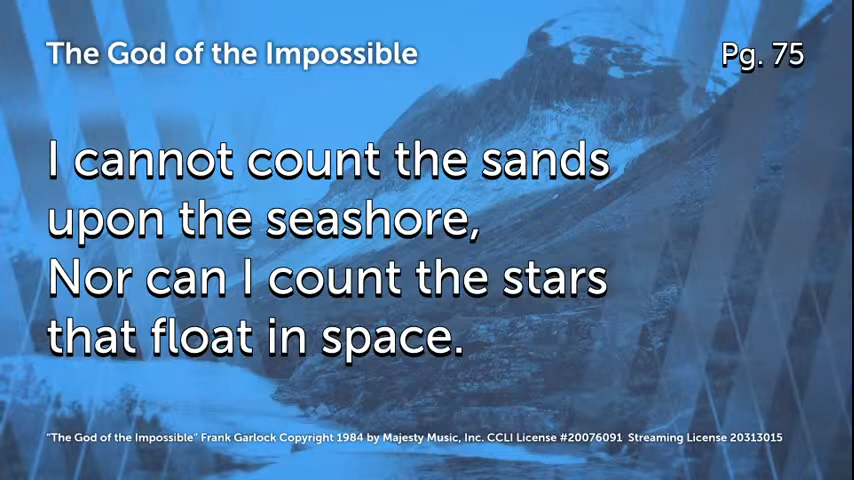 The God of the Impossible
Pg. 75
I cannot count the sands
upon the seashore,
Nor can I count the stars
that float in space.
"The God of the Impossible" Frank Garlock Copyright 1984 by Majesty Music, Inc. CCLI License #20076091 Streaming License 20313015